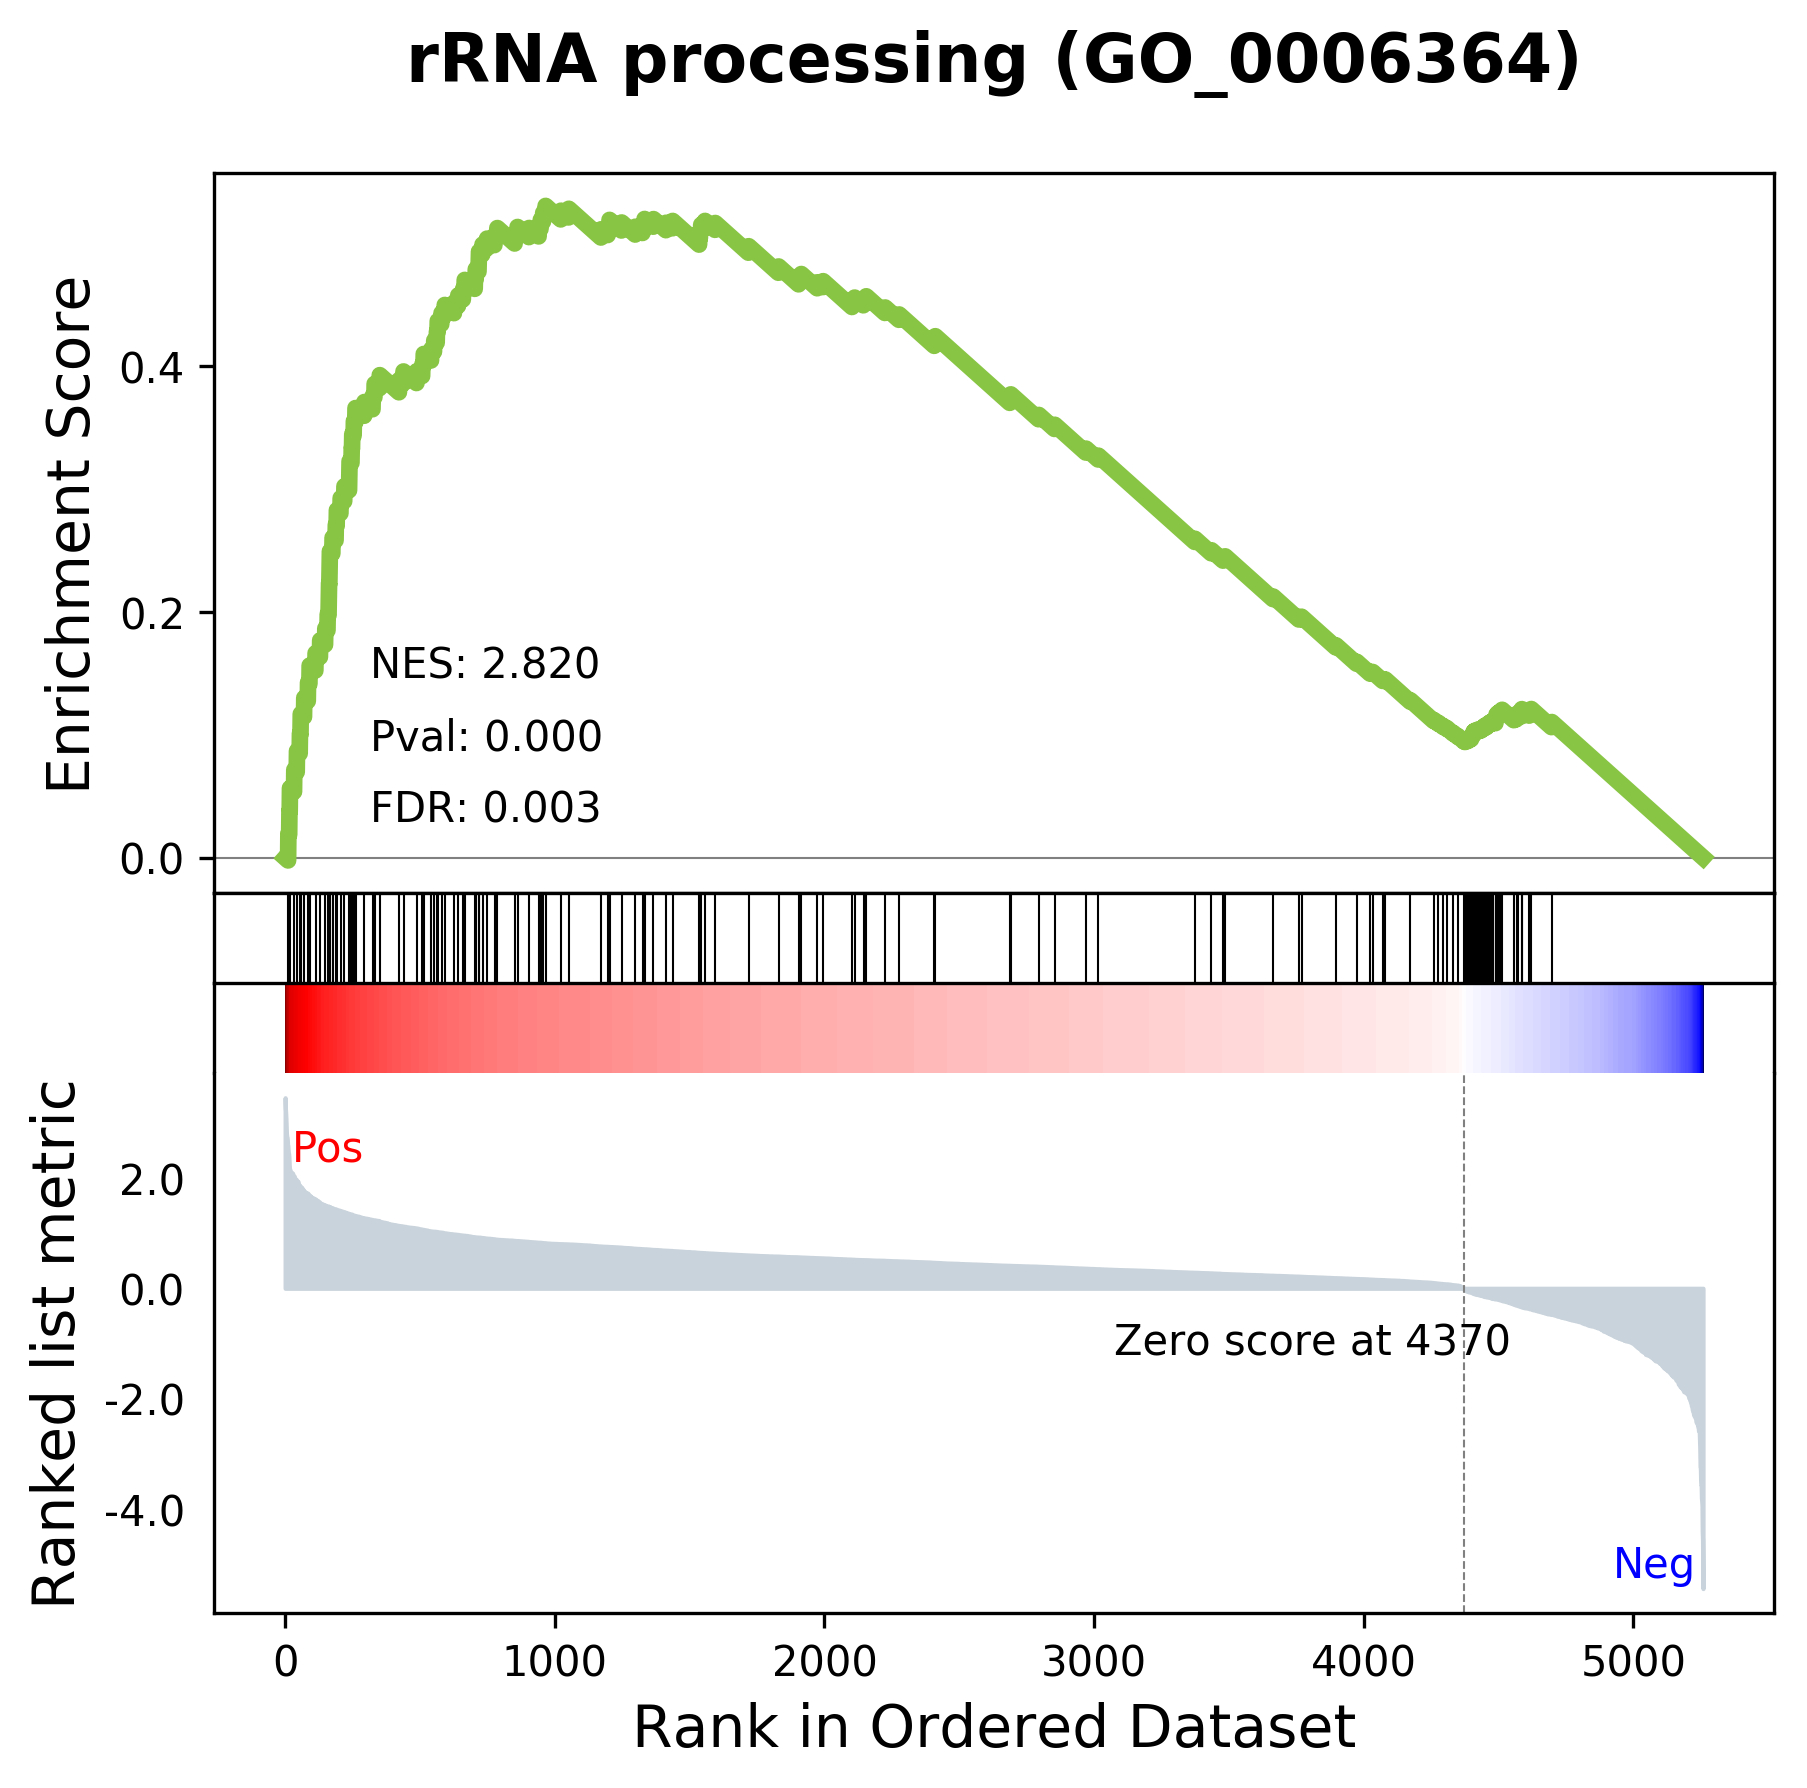 rRNA processing (GO_0006364)
Enrichment Score
0.4
0.2
0.0
NES: 2.820
Pval: 0.000
FDR: 0.003
Ranked list metric
2.0
0.0
-2.0
-4.0
Pos
Zero score at 4370
Neg
0 1000 2000 3000 4000 5000
Rank in Ordered Dataset